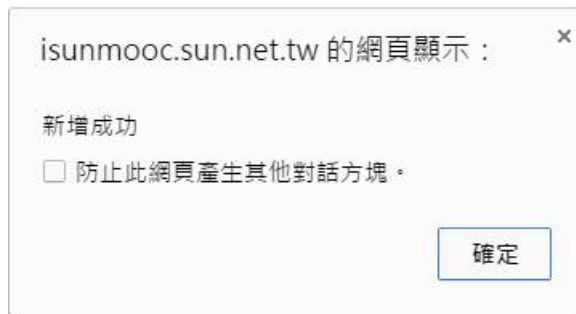 isunmooc.sun.net.tw 的網頁顯示：
新增成功
防止此網頁產生其他對話方塊。
確定